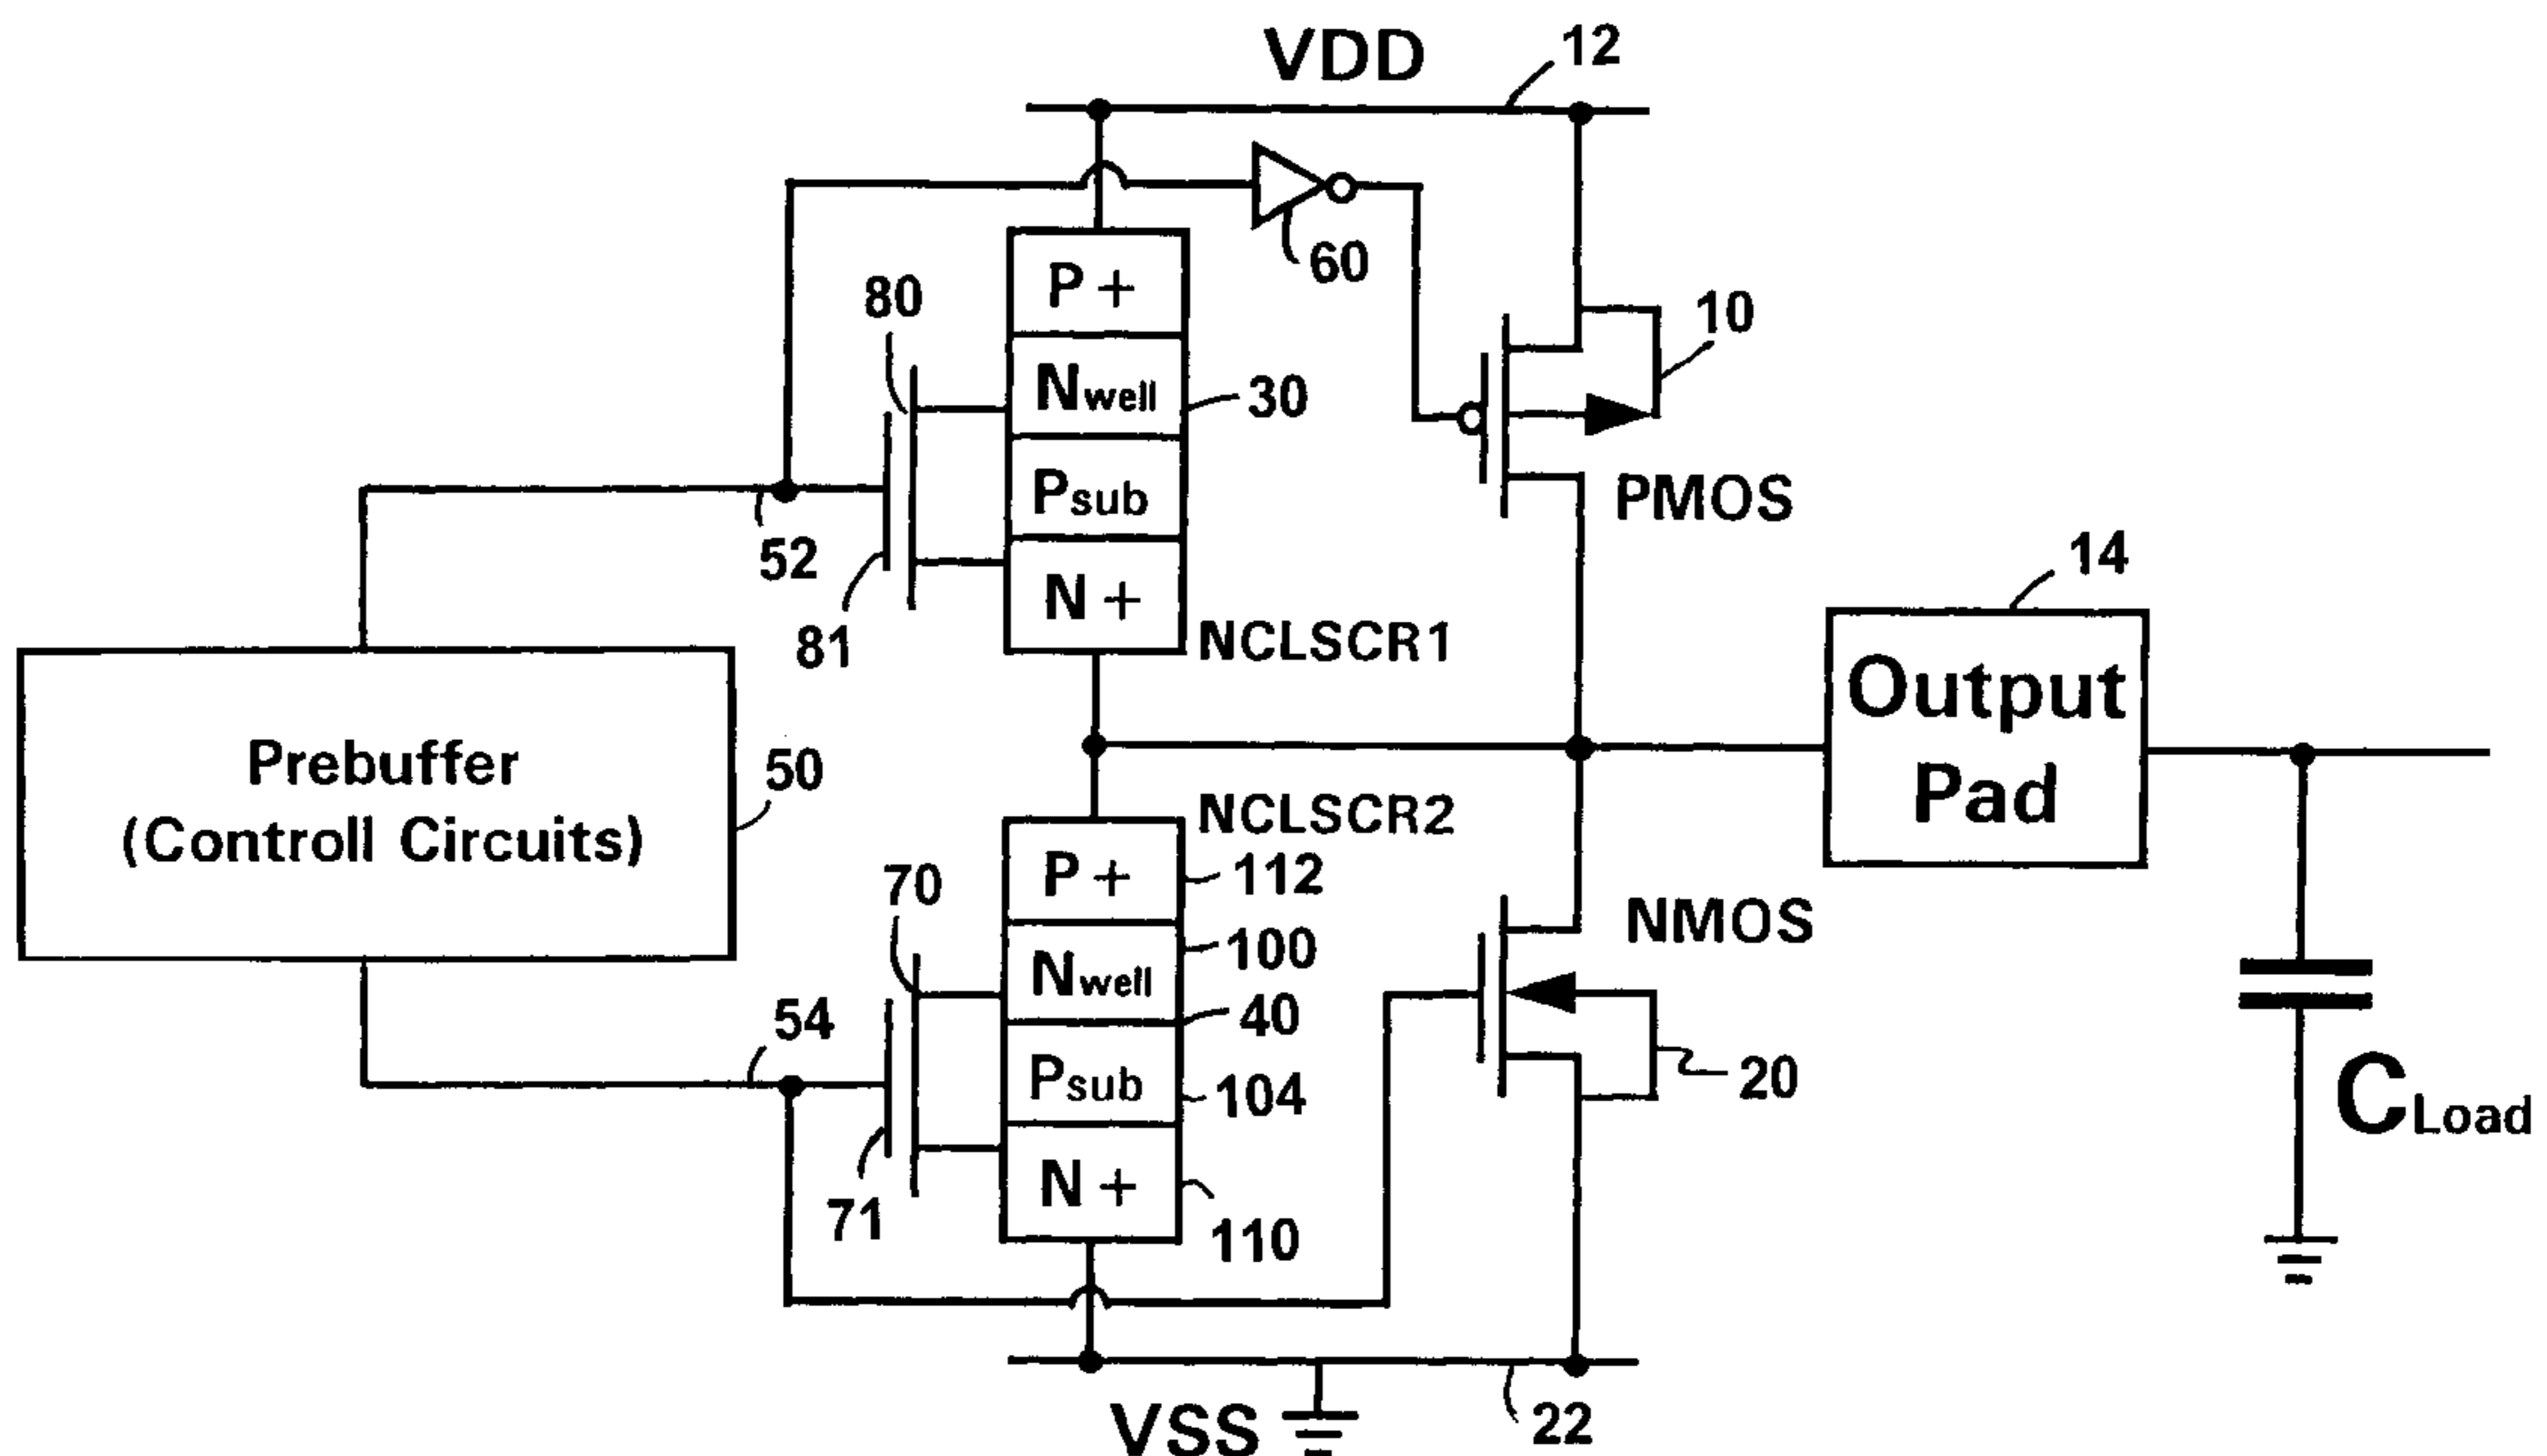 VDD
12
60
P +
80
10
Nwell
30
Psub
PMOS
52
14
N +
81
NCLSCR1
Output
Pad
Prebuffer
(Controll Circuits)
50
NCLSCR2
P +
112
70
NMOS
100
Nwell
54
40
Psub
104
20
CLoad
N +
71
110
VSS
22